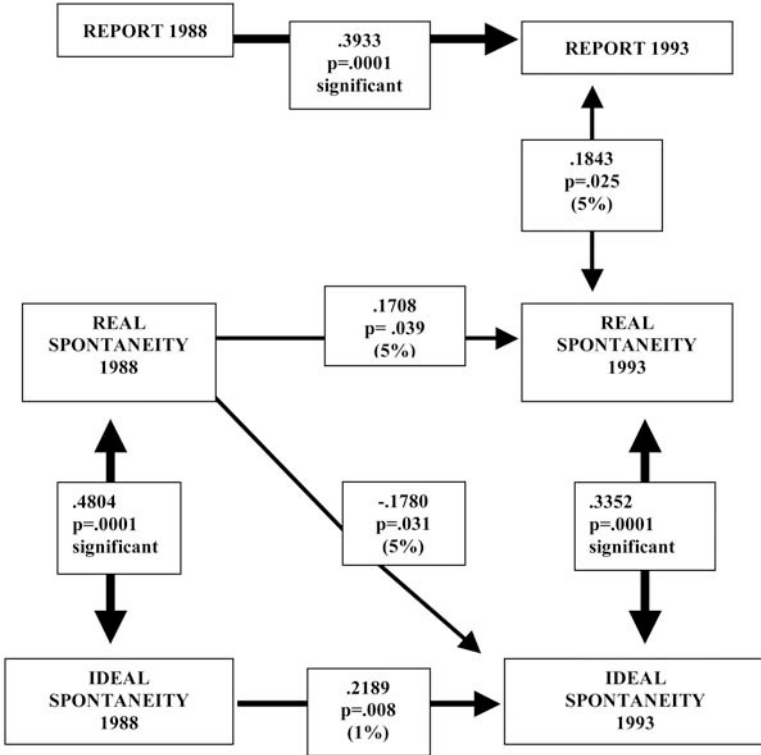 REPORT 1988
.3933
p=.0001
significant
REPORT 1993
.1843
p=.025
(5%)
REAL
SPONTANEITY
1988
.1708
p= .039
(5%)
REAL
SPONTANEITY
1993
.4804
p=.0001
significant
-.1780
p=.031
(5%)
.3352
p=.0001
significant
IDEAL
SPONTANEITY
1988
.2189
p=.008
(1%)
IDEAL
SPONTANEITY
1993